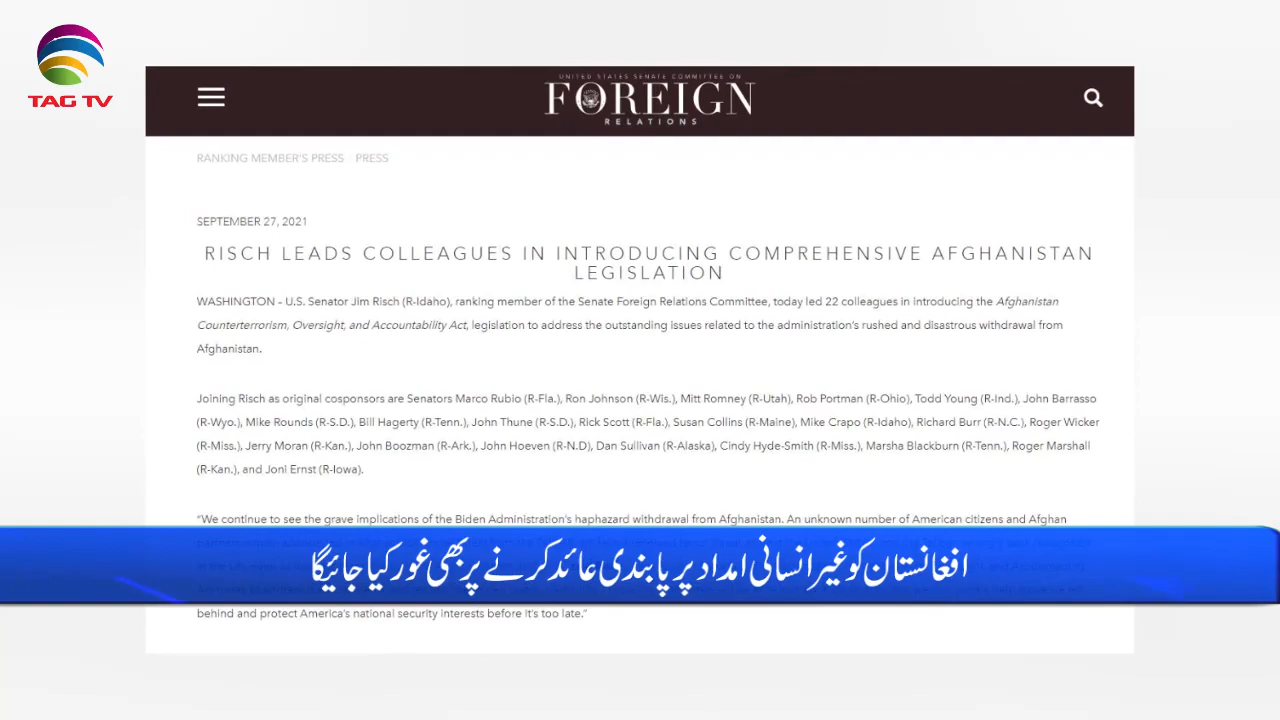 TAG TV
UNITED STATES SENATE COMMITTEE ON
FOREIGN
RELATIONS
RANKING MEMBER'S PRESS PRESS
SEPTEMBER 27, 2021
RISCH LEADS COLLEAGUES IN INTRODUCING COMPREHENSIVE AFGHANISTAN
LEGISLATION
WASHINGTON – U.S. Senator Jim Risch (R-Idaho), ranking member of the Senate Foreign Relations Committee, today led 22 colleagues in introducing the Afghanistan
Counterterrorism, Oversight, and Accountability Act, legislation to address the outstanding issues related to the administration's rushed and disastrous withdrawal from
Afghanistan.
Joining Risch as original cosponsors are Senators Marco Rubio (R-Fla.), Ron Johnson (R-Wis.), Mitt Romney (R-Utah), Rob Portman (R-Ohio), Todd Young (R-Ind.), John Barrasso
(R-Wyo.), Mike Rounds (R-S.D.), Bill Hagerty (R-Tenn.), John Thune (R-S.D.), Rick Scott (R-Fla.), Susan Collins (R-Maine), Mike Crapo (R-Idaho), Richard Burr (R-N.C.), Roger Wicker
(R-Miss.), Jerry Moran (R-Kan.), John Boozman (R-Ark.), John Hoeven (R-N.D), Dan Sullivan (R-Alaska), Cindy Hyde-Smith (R-Miss.), Marsha Blackburn (R-Tenn.), Roger Marshall
(R-Kan.), and Joni Ernst (R-Iowa).
"We continue to see the grave implications of the Biden Administration's haphazard withdrawal from Afghanistan. An unknown number of American citizens and Afghan
افغانستان کو غیر انسانی امداد پر پابندی عائد کرنے پر بھی غور کیا جائیگا
behind and protect America's national security interests before it's too late."